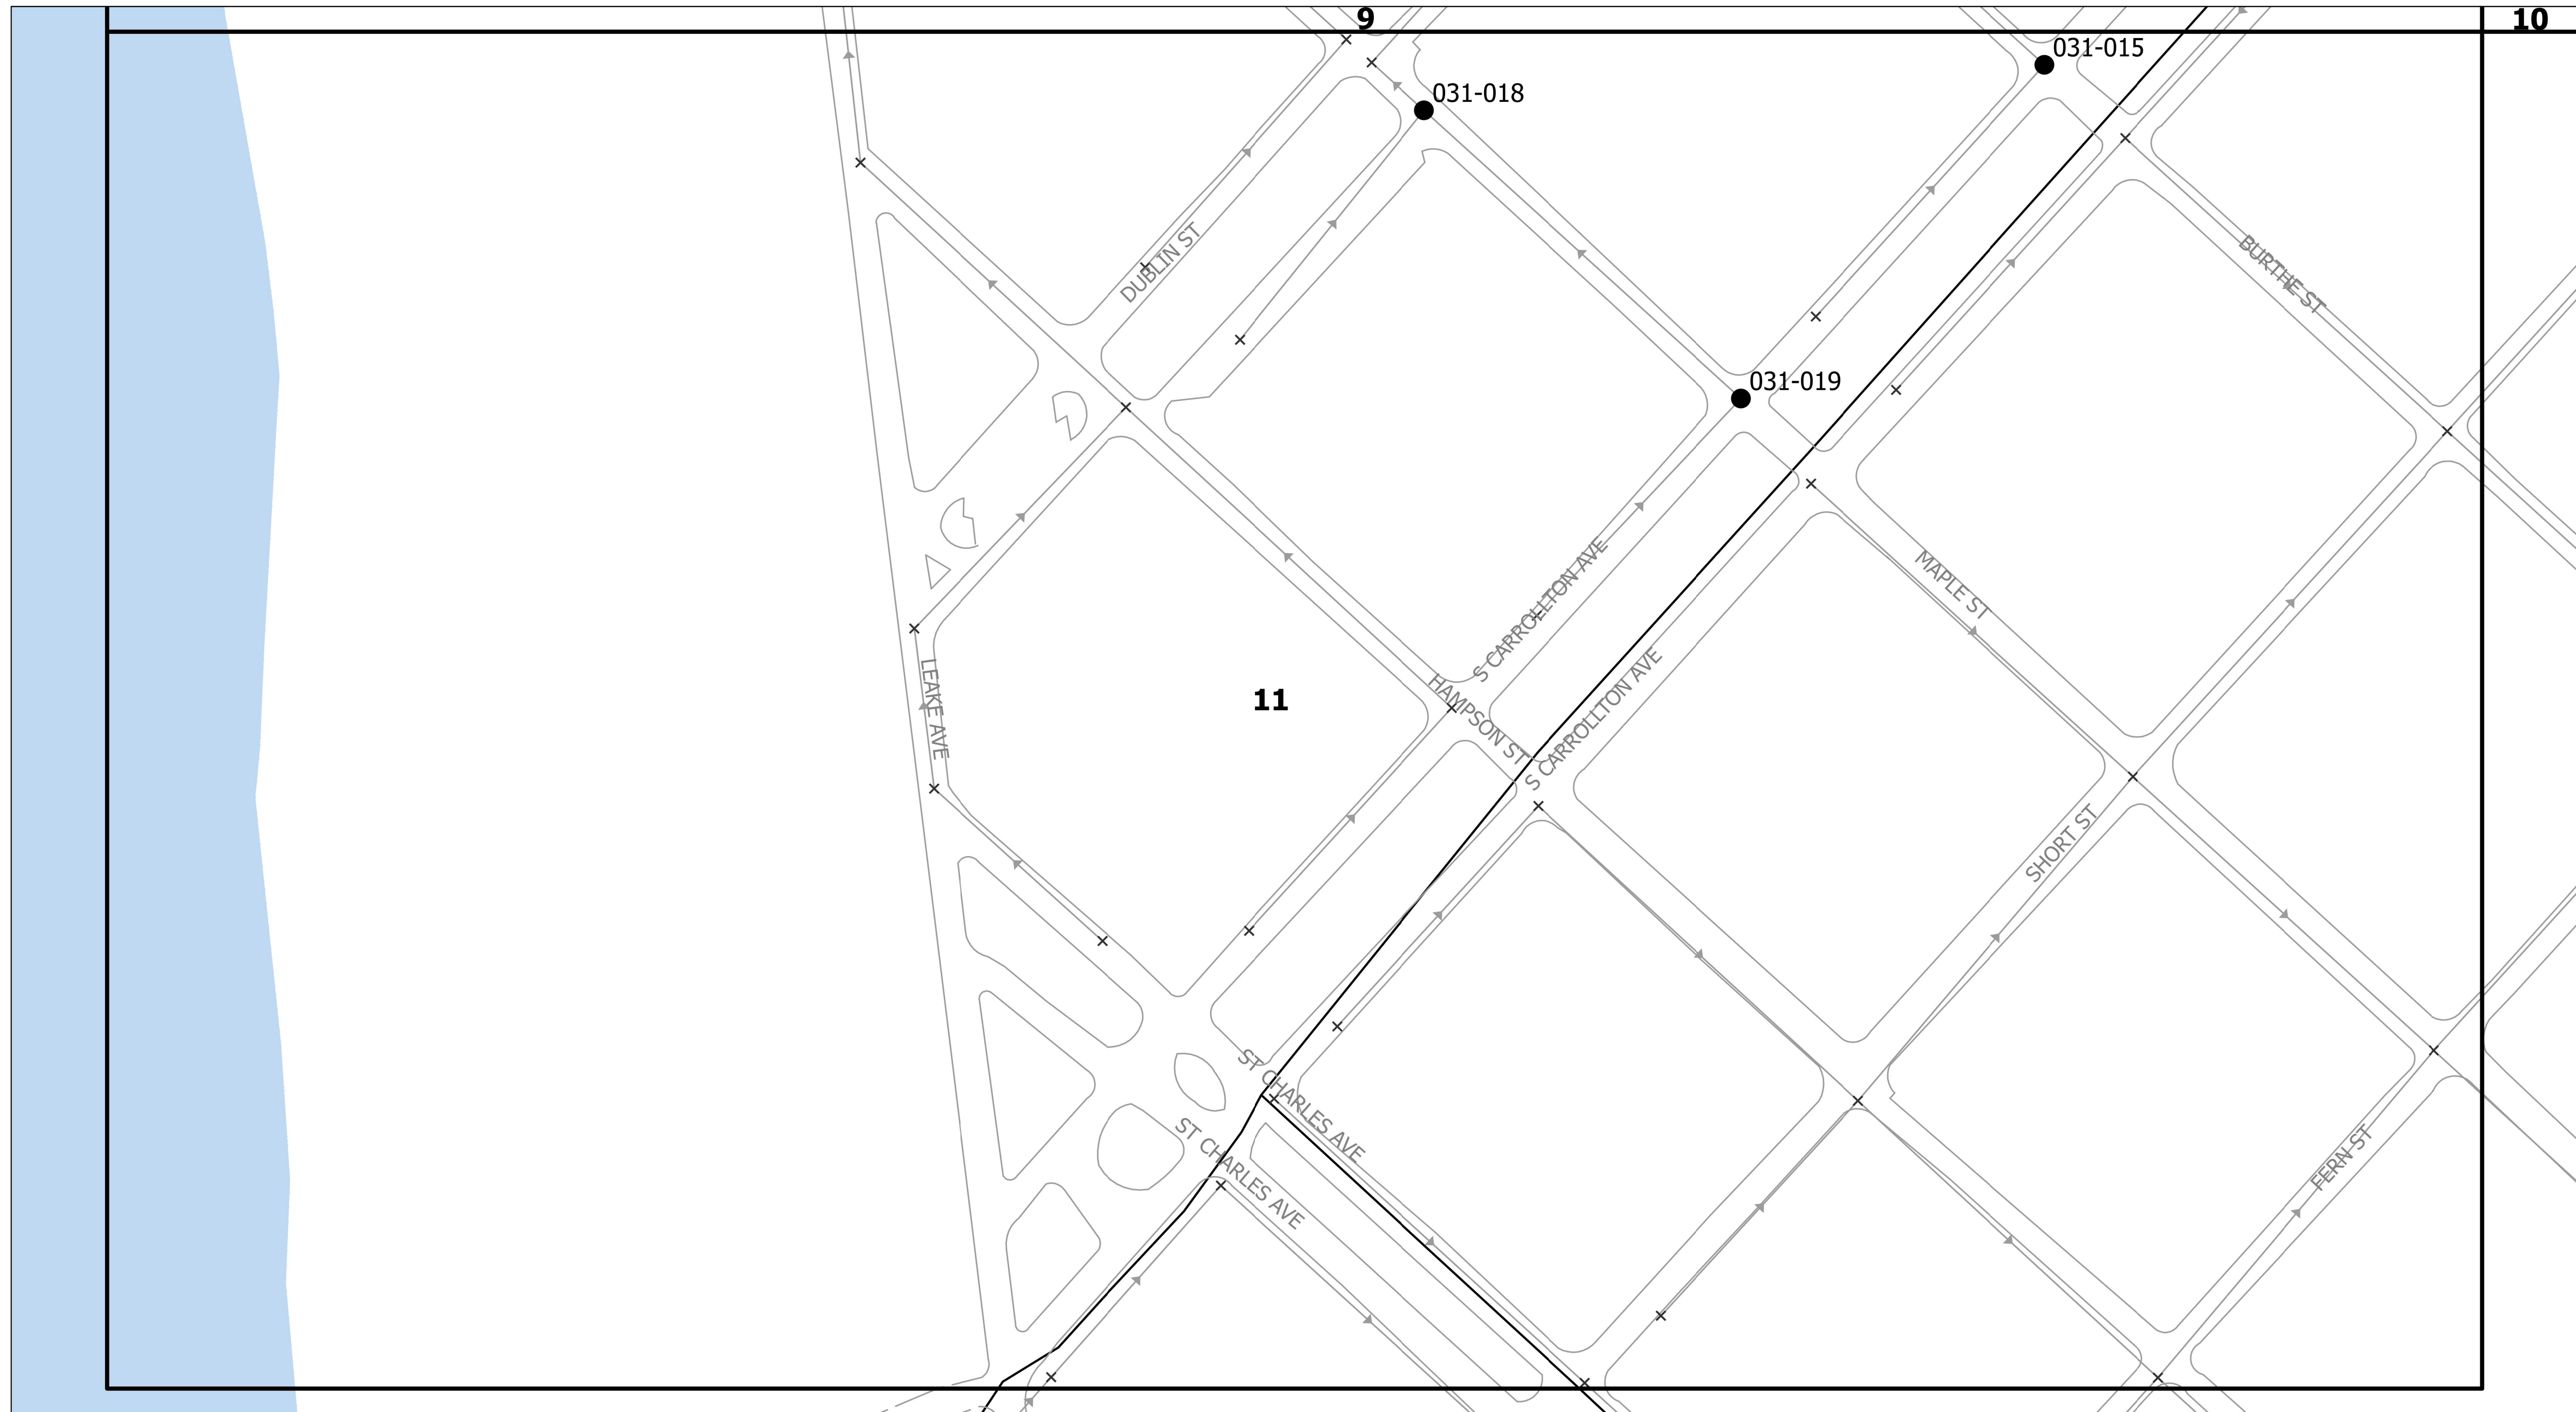 9
10
031-015
031-018
DUBLIN ST
BURTHE ST
031-019
S CARROLLTON AVE
MAPLE ST
LEAKE AVE
11
HAMPSON ST
S CARROLLTON AVE
SHORT ST
ST CHARLES AVE
ST CHARLES AVE
FERN ST